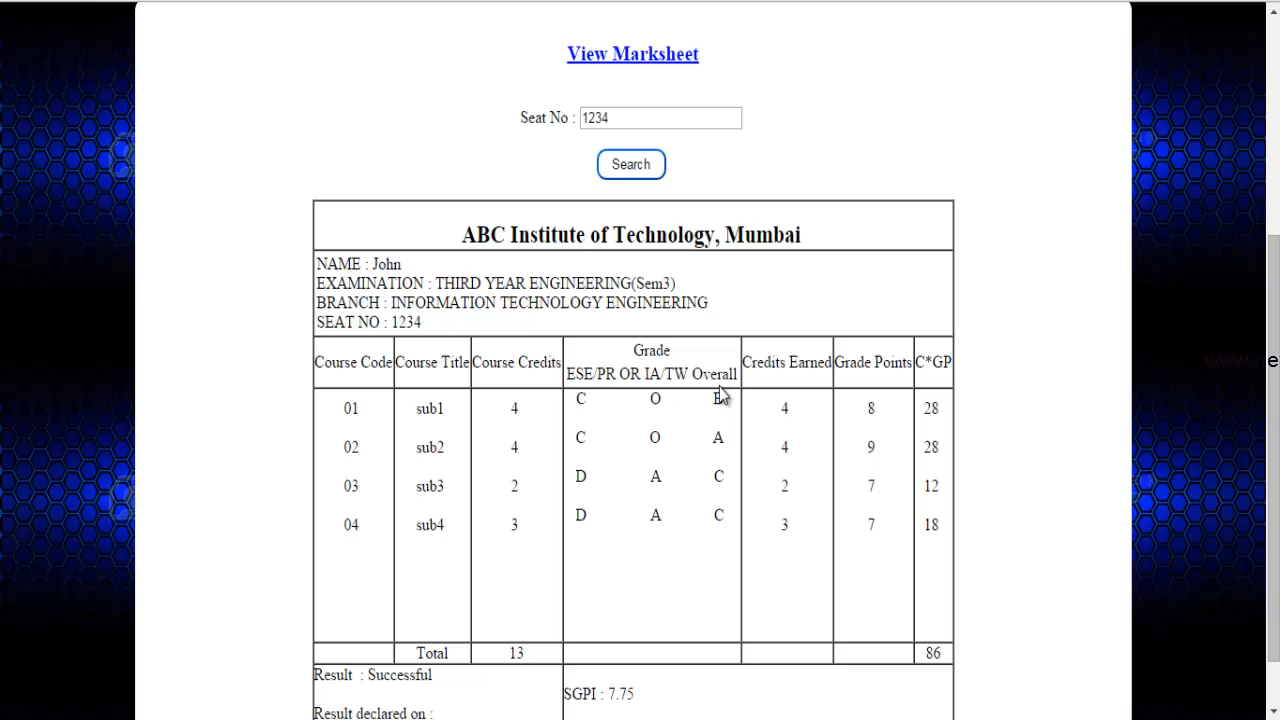 View Marksheet
Seat No : 1234
Search
ABC Institute of Technology, Mumbai
NAME : John
EXAMINATION : THIRD YEAR ENGINEERING(Sem3)
BRANCH : INFORMATION TECHNOLOGY ENGINEERING
SEAT NO : 1234
Course Code Course Title Course Credits Grade ESE/PR OR IA/TW Overall Credits Earned Grade Points C*GP
01 sub1 4 C O 4 8 28
02 sub2 4 C O A 4 9 28
03 sub3 2 D A C 2 7 12
04 sub4 3 D A C 3 7 18
Total 13 86
Result : Successful
SGPI : 7.75
Result declared on :